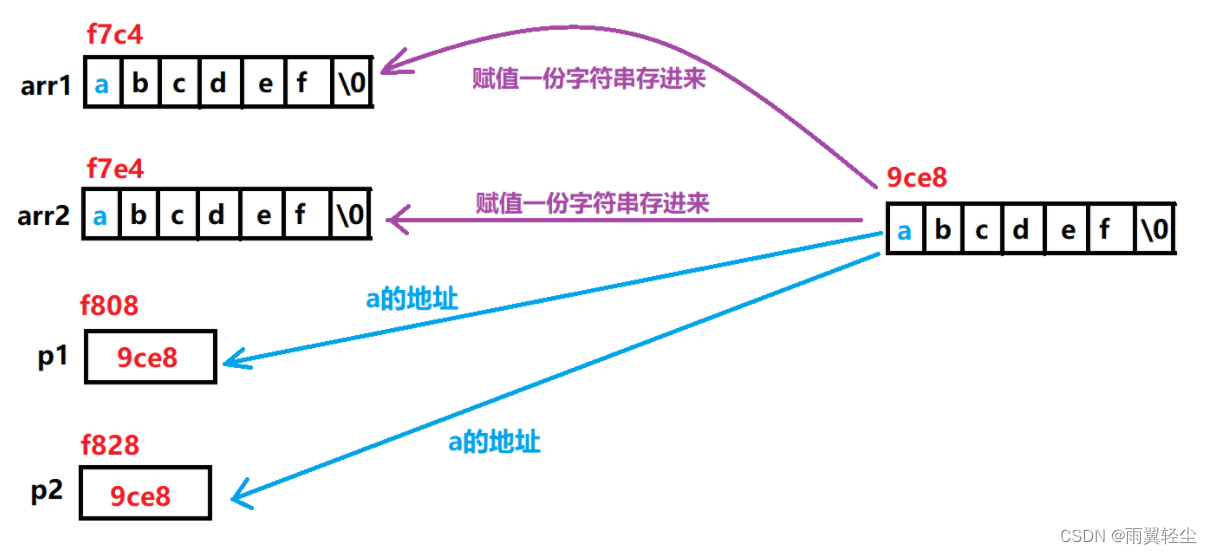 f7c4
arr1 a b c d e f \0
赋值一份字符串存进来
f7e4
arr2 a b c d e f \0
赋值一份字符串存进来
9ce8
a b c d e f \0
f808
a的地址
p1 9ce8
f828
a的地址
p2 9ce8
CSDN @雨翼轻尘